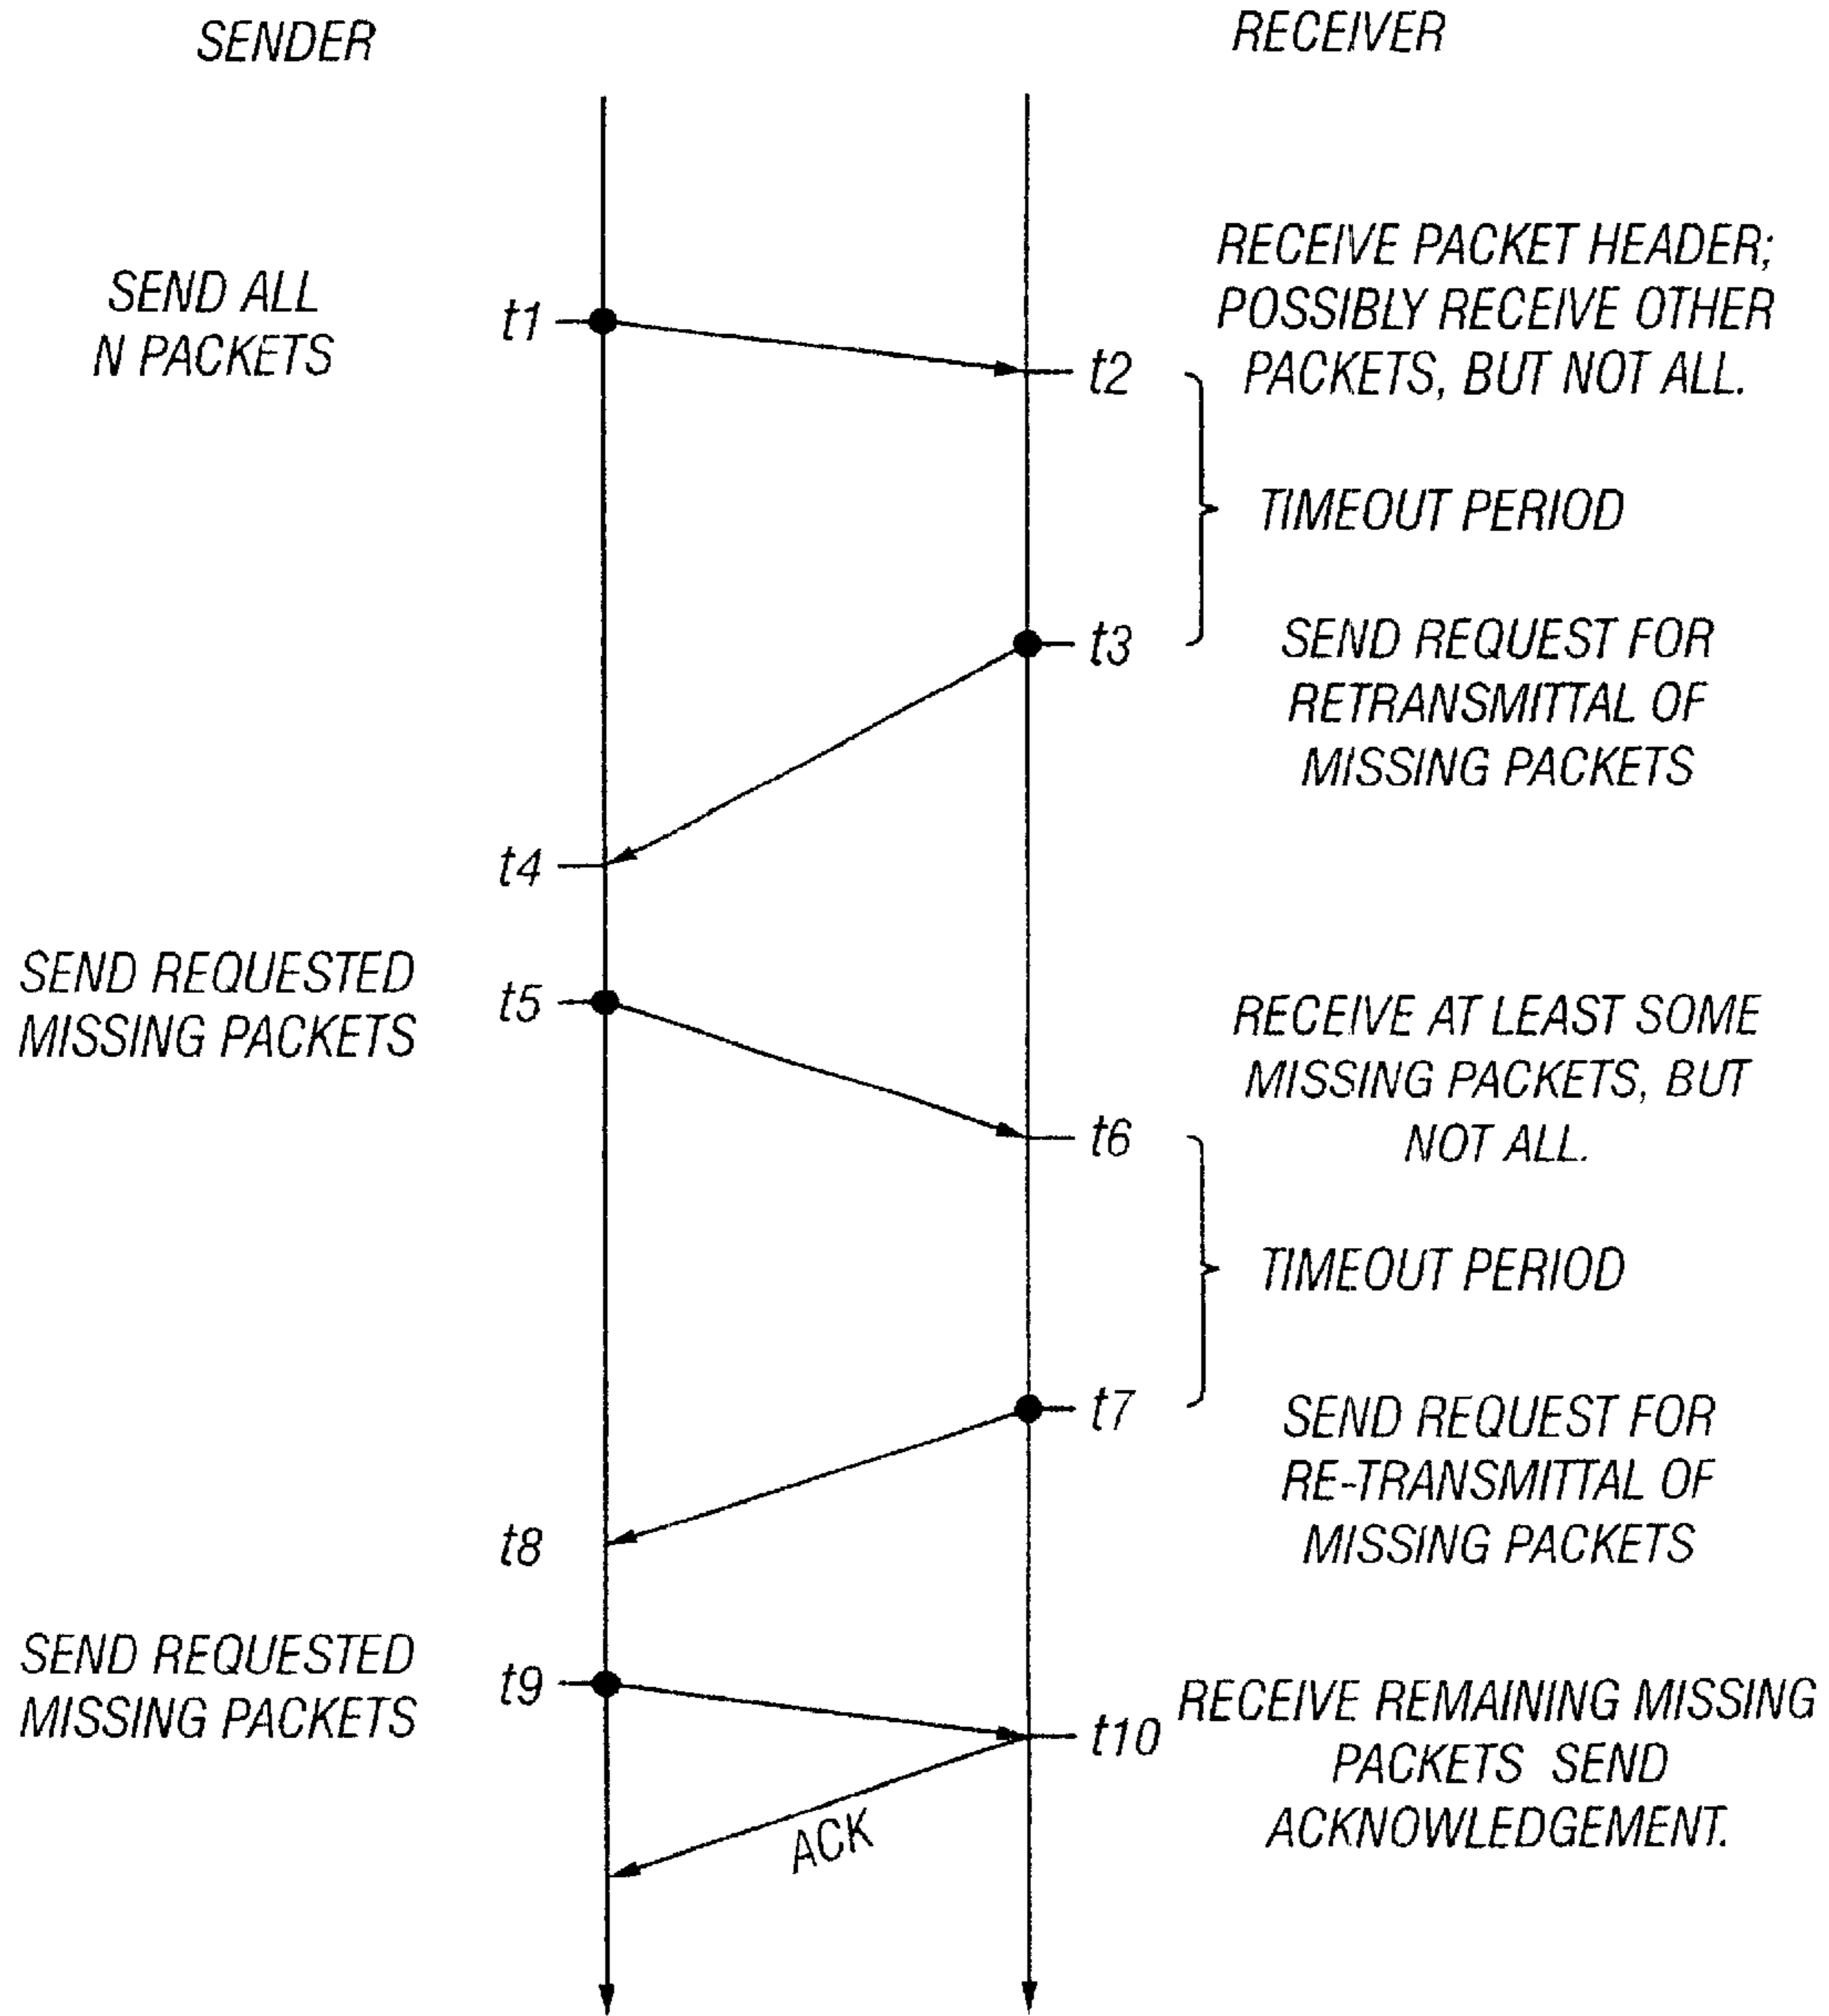 SENDER
RECEIVER
SEND ALL
N PACKETS
t1
RECEIVE PACKET HEADER;
POSSIBLY RECEIVE OTHER
PACKETS, BUT NOT ALL.
t2
TIMEOUT PERIOD
t3
SEND REQUEST FOR
RETRANSMITTAL OF
MISSING PACKETS
t4
SEND REQUESTED
MISSING PACKETS
t5
RECEIVE AT LEAST SOME
MISSING PACKETS, BUT
NOT ALL.
t6
TIMEOUT PERIOD
t7
SEND REQUEST FOR
RE-TRANSMITTAL OF
MISSING PACKETS
t8
SEND REQUESTED
MISSING PACKETS
t9
t10
RECEIVE REMAINING MISSING
PACKETS SEND
ACKNOWLEDGEMENT.
ACK